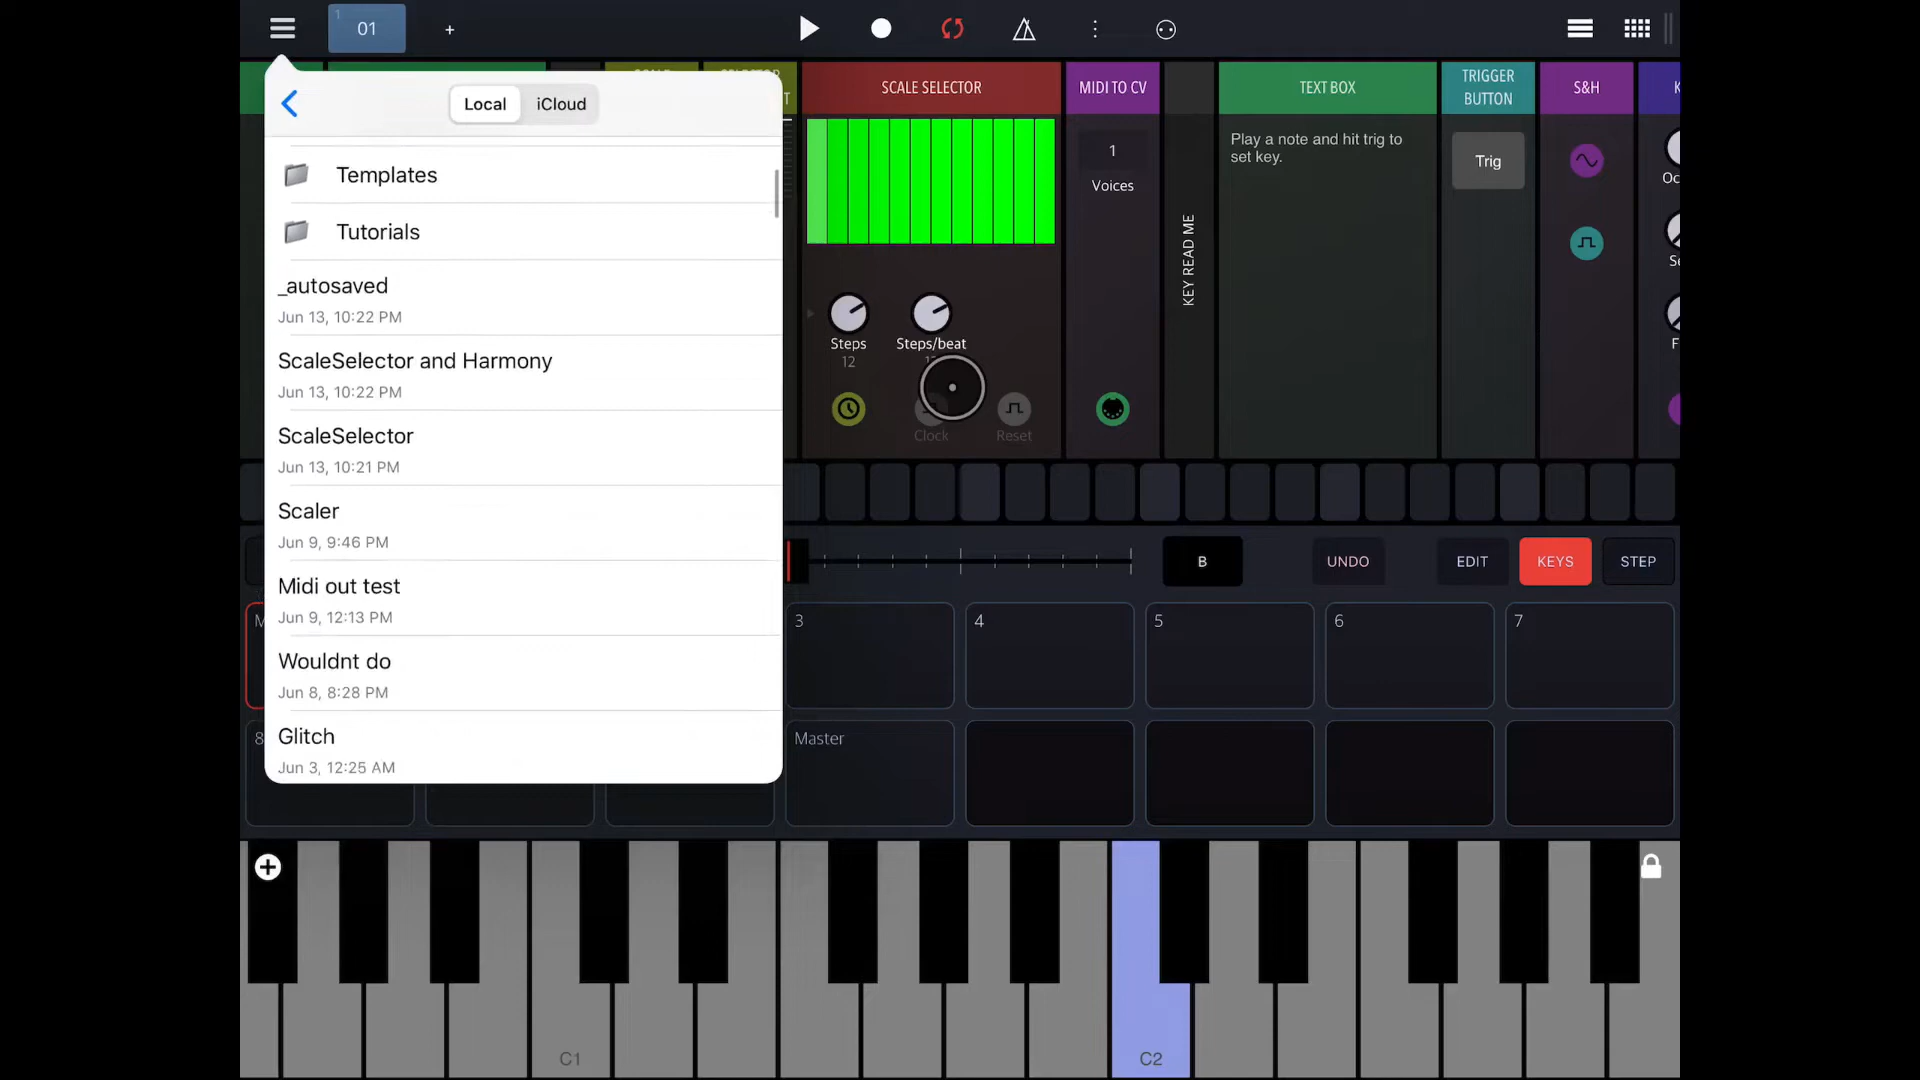 1
01
+
Local
iCloud
Templates
Tutorials
_autosaved
Jun 13, 10:22 PM
ScaleSelector and Harmony
Jun 13, 10:22 PM
ScaleSelector
Jun 13, 10:21 PM
Scaler
Jun 9, 9:46 PM
Midi out test
Jun 9, 12:13 PM
Wouldnt do
Jun 8, 8:28 PM
Glitch
Jun 3, 12:25 AM
SCALE SELECTOR
Steps
12
Steps/beat
Clock
Reset
MIDI TO CV
1
Voices
KEY READ ME
TEXT BOX
Play a note and hit trig to
set key.
TRIGGER
BUTTON
Trig
S&H
K
B
UNDO
EDIT
KEYS
STEP
M
3
4
5
6
7
8
Master
C1
C2